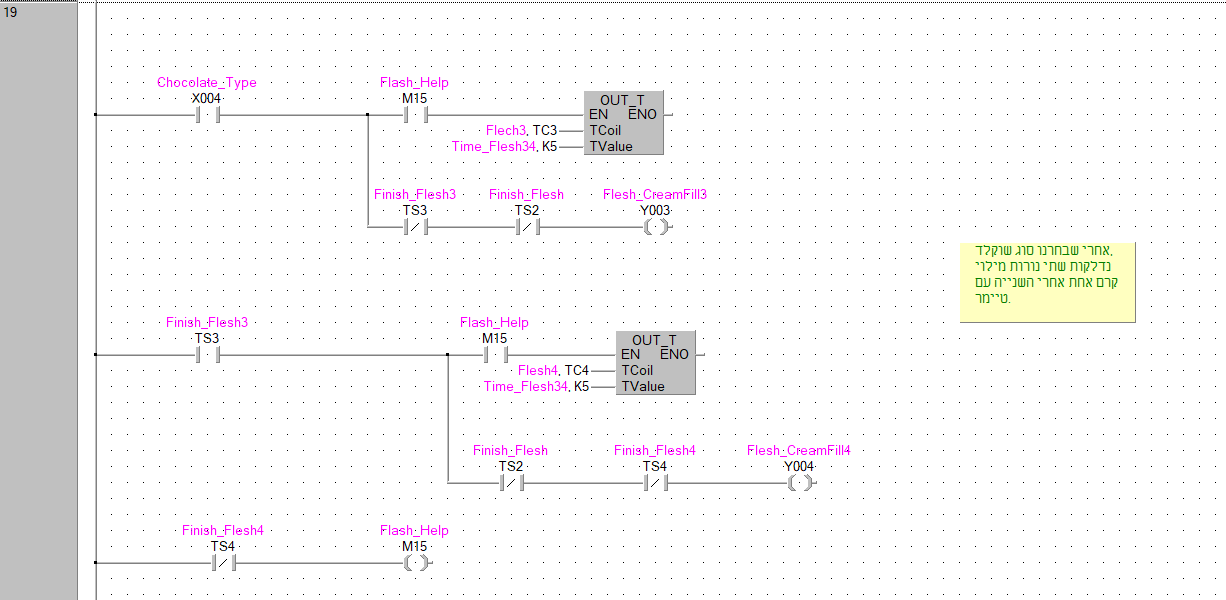 19
Chocolate_Type
X004
Flash_Help
M15
OUT_T
EN ENO
Flech3, TC3 TCoil
Time_Flesh34, K5 TValue
Finish_Flesh3
TS3
Finish_Flesh
TS2
Flesh_CreamFill3
Y003
אחרי שבחרנו סוג שוקלד,
נדלקות שתי נורות מילוי
קרם אחת אחרי השנייה עם
טיימר.
Finish_Flesh3
TS3
Flash_Help
M15
OUT_T
EN ENO
Flesh4, TC4 TCoil
Time_Flesh34, K5 TValue
Finish_Flesh
TS2
Finish_Flesh4
TS4
Flesh_CreamFill4
Y004
Finish_Flesh4
TS4
Flash_Help
M15